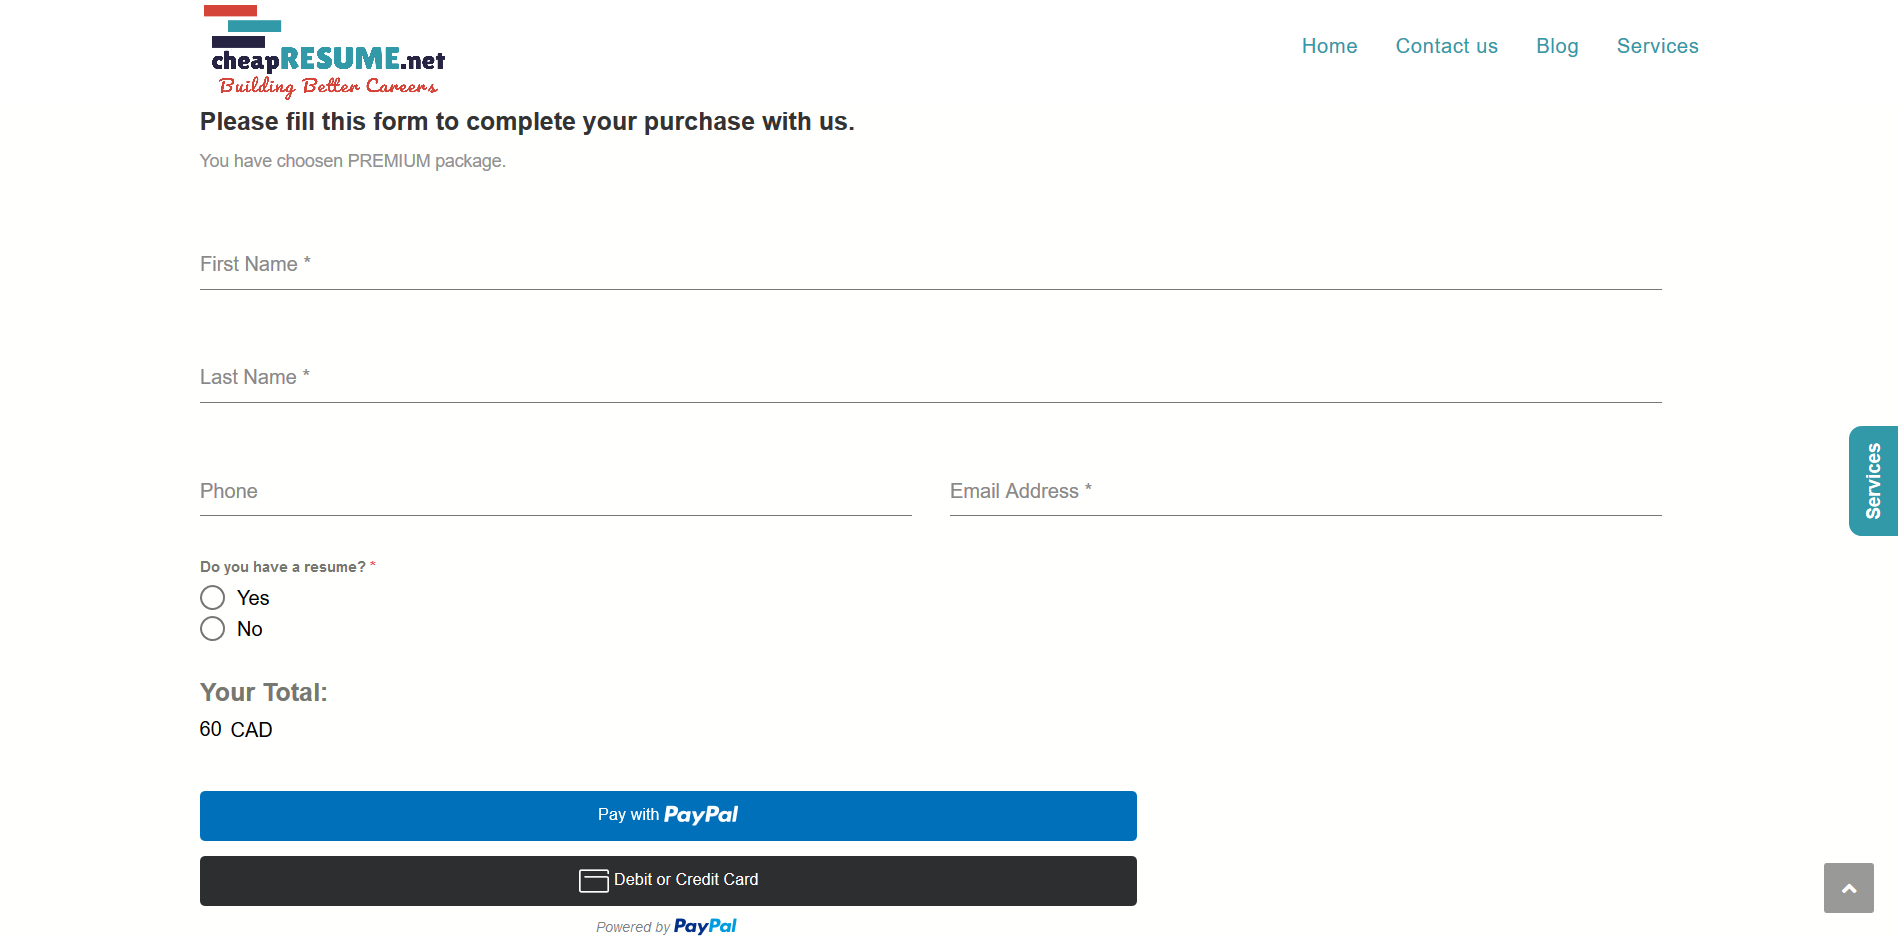 cheapRESUME.net
Building Better Careers
Home Contact us Blog Services
Please fill this form to complete your purchase with us.
You have choosen PREMIUM package.
First Name *
Last Name *
Phone Email Address *
Services
Do you have a resume? *
Yes
No
Your Total:
60 CAD
Pay with PayPal
Debit or Credit Card
Powered by PayPal